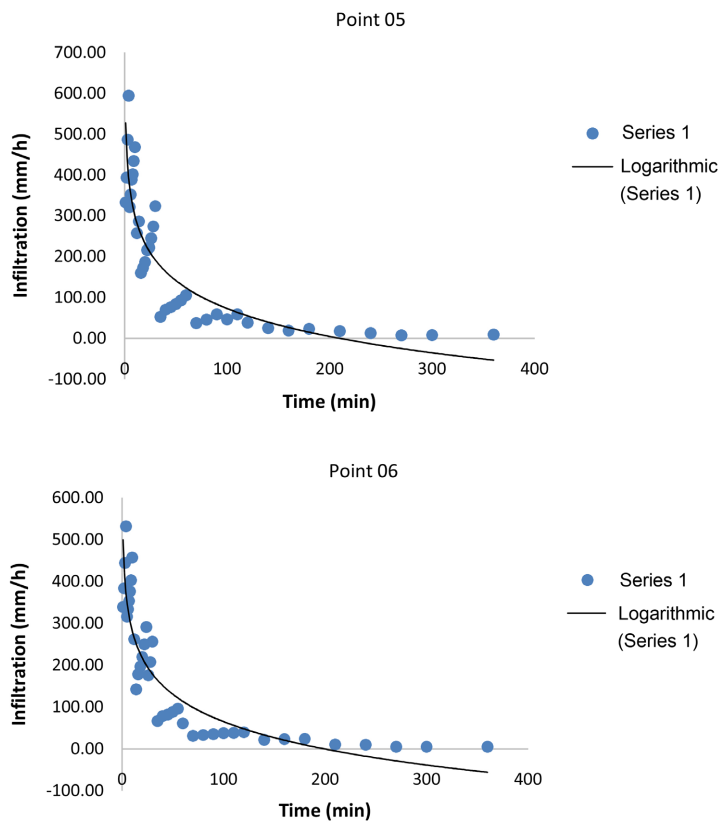 Point 05
700.00
600.00
500.00
400.00
300.00
200.00
100.00
0.00
-100.00
Infiltration (mm/h)
0
100
200
300
400
Time (min)
Series 1
Logarithmic
(Series 1)
Point 06
600.00
500.00
400.00
300.00
200.00
100.00
0.00
-100.00
Infiltration (mm/h)
0
100
200
300
400
Time (min)
Series 1
Logarithmic
(Series 1)